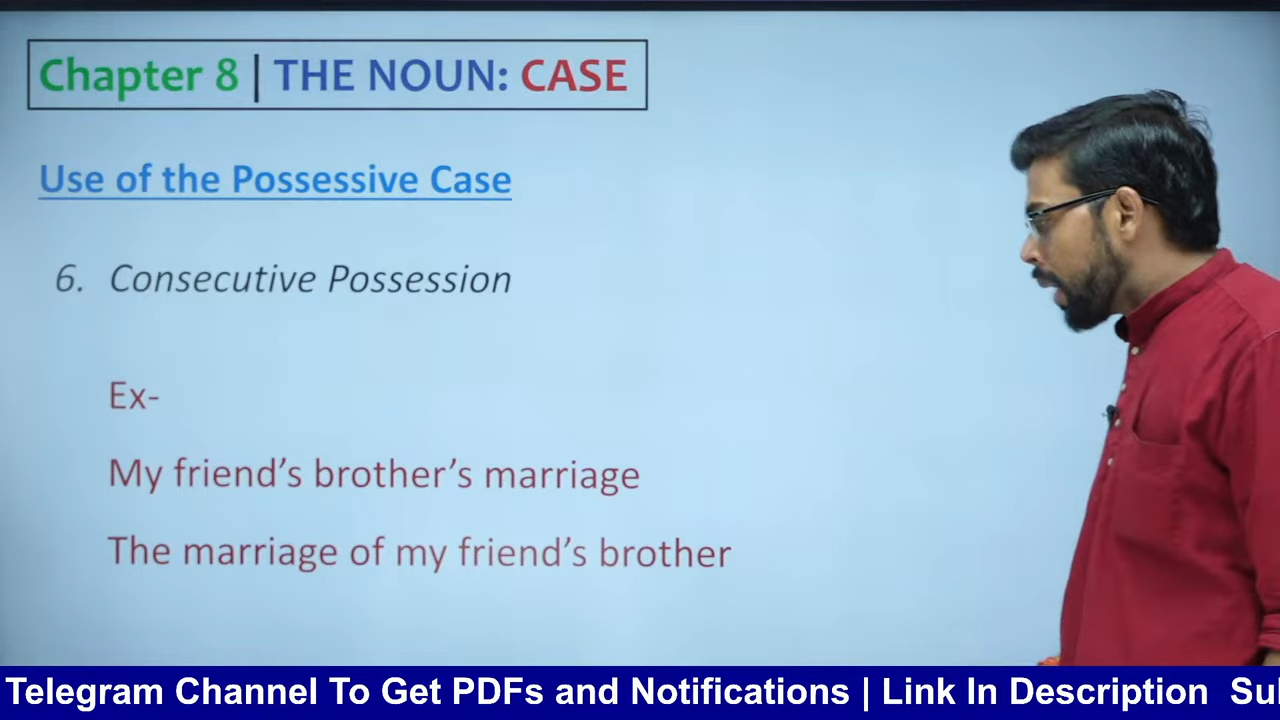 Chapter 8 | THE NOUN: CASE
Use of the Possessive Case
6. Consecutive Possession
Ex-
My friend’s brother’s marriage
The marriage of my friend’s brother
Telegram Channel To Get PDFs and Notifications | Link In Description